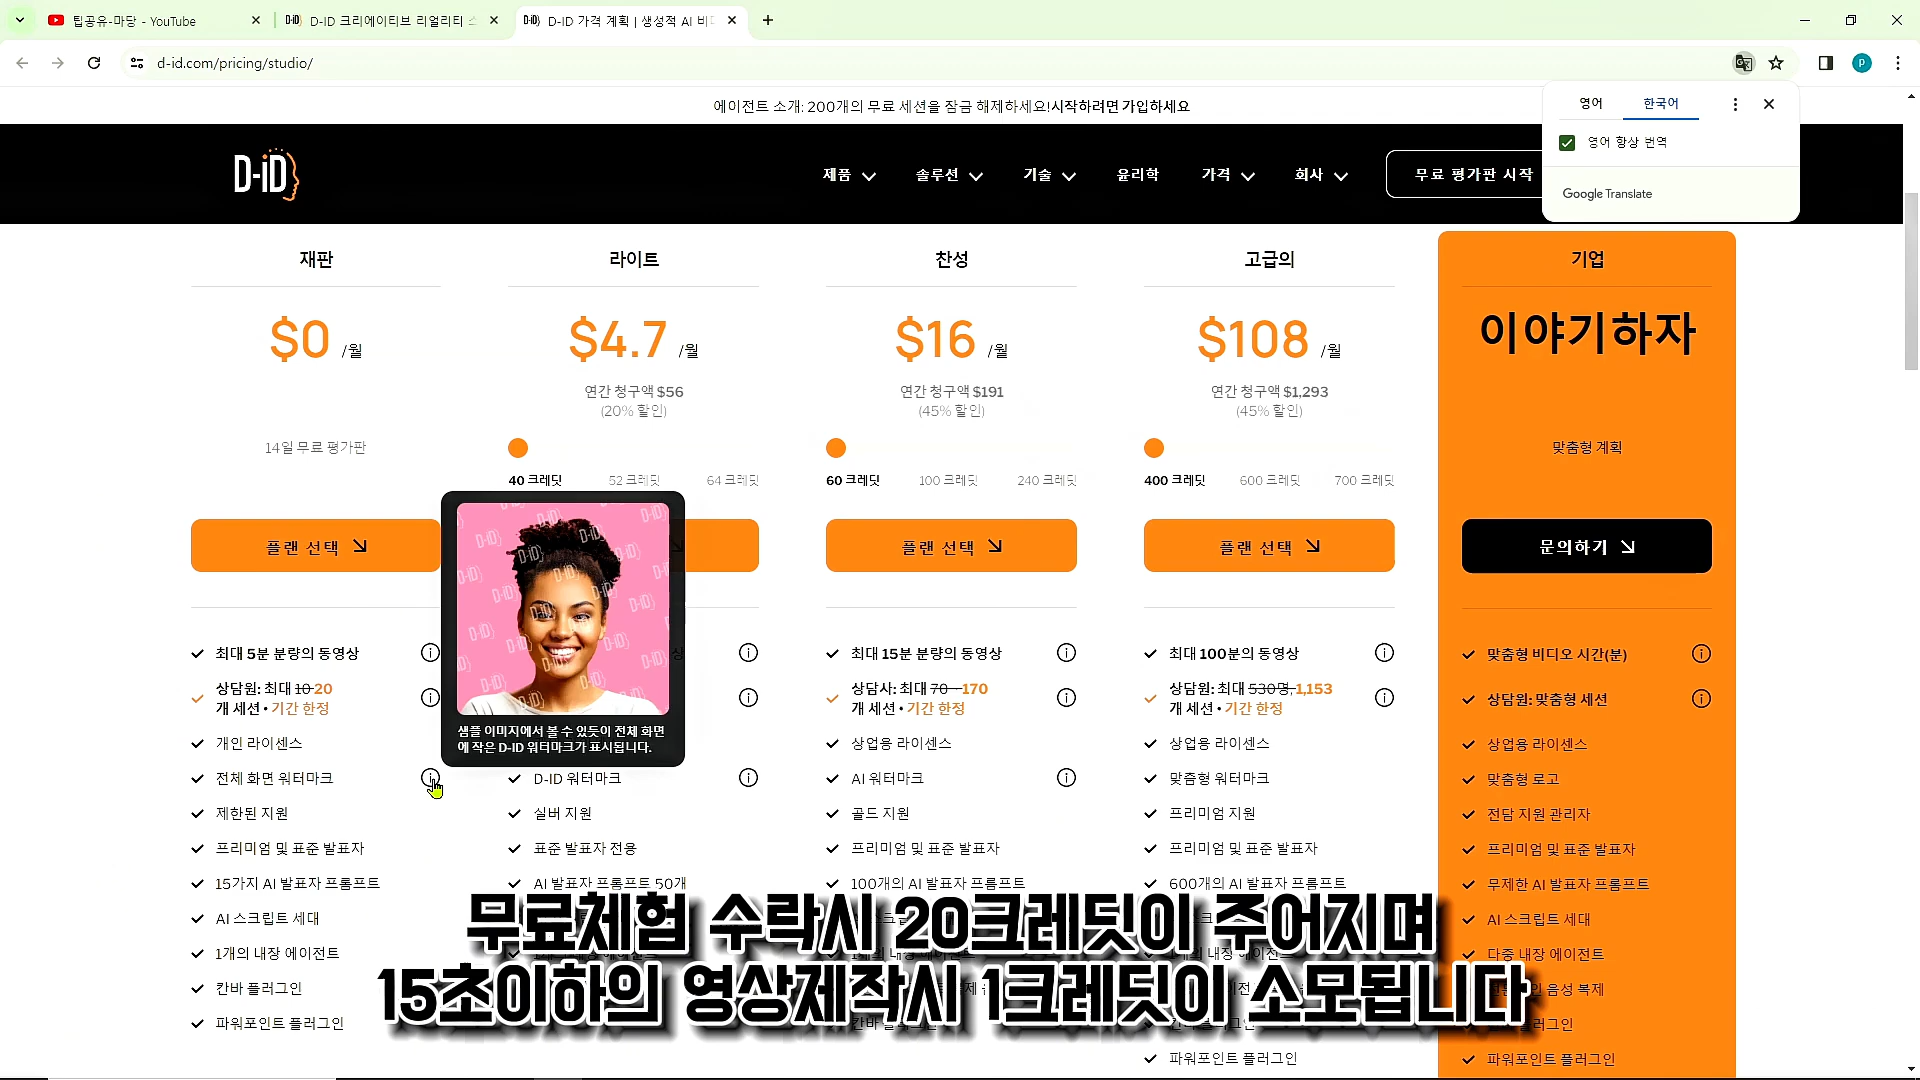 팁공유-마당 - YouTube
D-ID 크리에이티브 리얼리티 스
D-ID 가격 계획 | 생성적 AI 비디
d-id.com/pricing/studio/
P
영어
한국어
영어 항상 번역
Google Translate
에이전트 소개: 200개의 무료 세션을 잠금 해제하세요!시작하려면 가입하세요
D-iD
제품
솔루션
기술
윤리학
가격
회사
무료 평가판 시작
재판
$0 /월
14일 무료 평가판
플랜 선택
최대 5분 분량의 동영상
상담원: 최대 10 20
개 세션 • 기간 한정
개인 라이센스
전체 화면 워터마크
제한된 지원
프리미엄 및 표준 발표자
15가지 AI 발표자 프롬프트
AI 스크립트 세대
1개의 내장 에이전트
칸바 플러그인
파워포인트 플러그인
라이트
$4.7 /월
연간 청구액 $56
(20% 할인)
40 크레딧
52 크레딧
64 크레딧
샘플 이미지에서 볼 수 있듯이 전체 화면
에 작은 D-ID 워터마크가 표시됩니다.
D-ID 워터마크
실버 지원
표준 발표자 전용
AI 발표자 프롬프트 50개
찬성
$16 /월
연간 청구액 $191
(45% 할인)
60 크레딧
100 크레딧
240 크레딧
플랜 선택
최대 15분 분량의 동영상
상담사: 최대 70 170
개 세션 • 기간 한정
상업용 라이센스
AI 워터마크
골드 지원
프리미엄 및 표준 발표자
100개의 AI 발표자 프롬프트
고급의
$108 /월
연간 청구액 $1,293
(45% 할인)
400 크레딧
600 크레딧
700 크레딧
플랜 선택
최대 100분의 동영상
상담원: 최대 530명, 1,153
개 세션 • 기간 한정
상업용 라이센스
맞춤형 워터마크
프리미엄 지원
프리미엄 및 표준 발표자
600개의 AI 발표자 프롬프트
파워포인트 플러그인
기업
이야기하자
맞춤형 계획
문의하기
맞춤형 비디오 시간(분)
상담원: 맞춤형 세션
상업용 라이센스
맞춤형 로고
전담 지원 관리자
프리미엄 및 표준 발표자
무제한 AI 발표자 프롬프트
AI 스크립트 세대
다중 내장 에이전트
음성 복제
플러그인
파워포인트 플러그인
무료체험 수락시 20크레딧이 주어지며
15초이하의 영상제작시 1크레딧이 소모됩니다